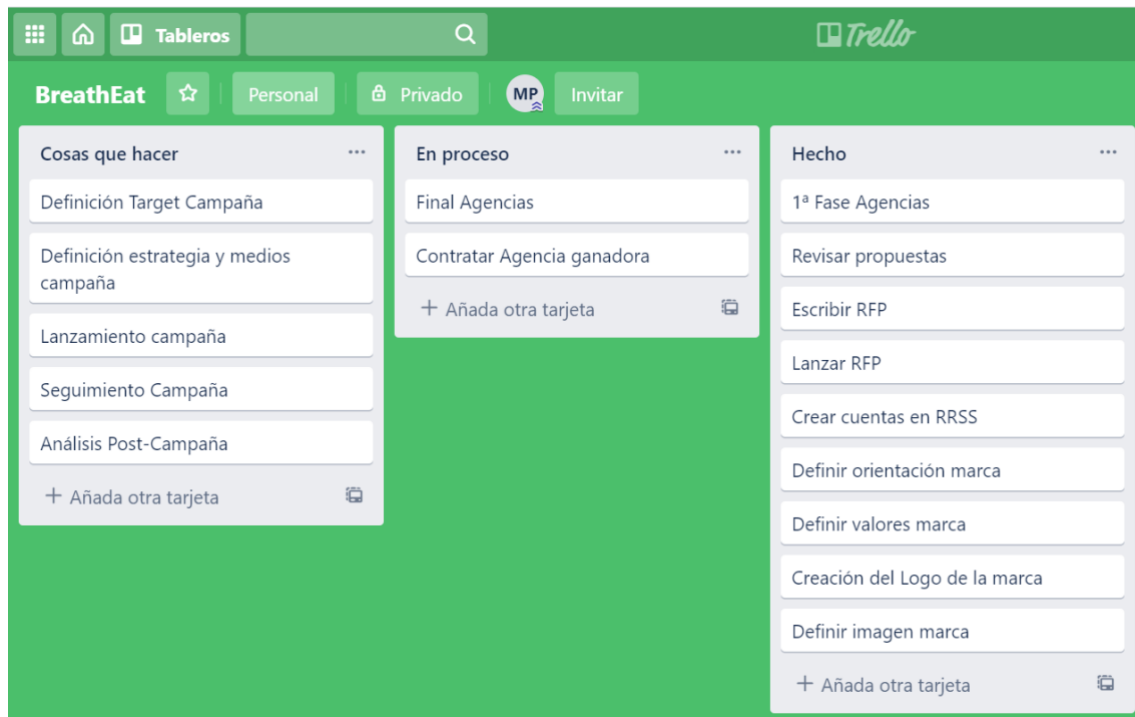 Tableros
Trello
BreathEat
Personal
Privado
MP
Invitar
Cosas que hacer
Definición Target Campaña
Definición estrategia y medios
campaña
Lanzamiento campaña
Seguimiento Campaña
Análisis Post-Campaña
+ Añada otra tarjeta
En proceso
Final Agencias
Contratar Agencia ganadora
+ Añada otra tarjeta
Hecho
1ª Fase Agencias
Revisar propuestas
Escribir RFP
Lanzar RFP
Crear cuentas en RRSS
Definir orientación marca
Definir valores marca
Creación del Logo de la marca
Definir imagen marca
+ Añada otra tarjeta